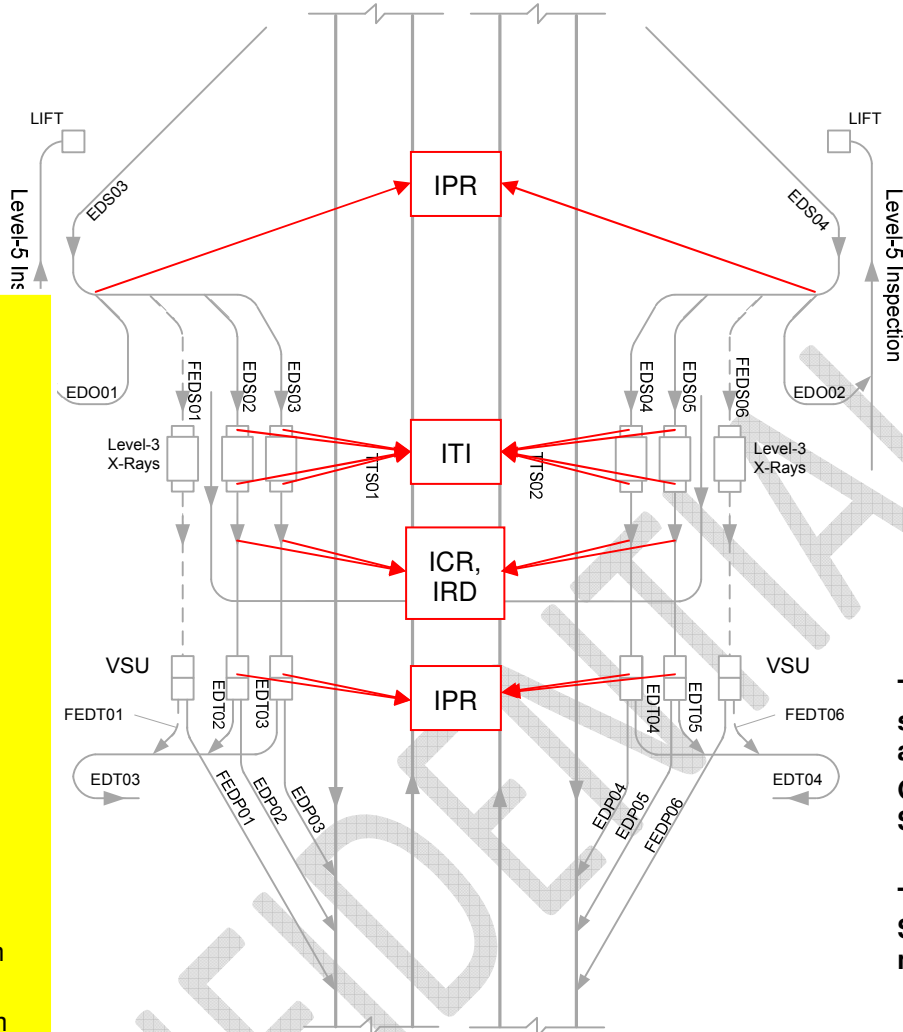 LIFT
LIFT
IPR
EDS03
EDS04
Level-5 Ins
Level-5 Inspection
EDO01
EDO02
FEDS01
EDS02
EDS03
EDS04
EDS05
FEDS06
Level-3
X-Rays
Level-3
X-Rays
ITI
TTS01
TTS02
ICR,
IRD
VSU
VSU
IPR
EDT02
EDT03
EDT04
EDT05
FEDT01
FEDT06
EDT03
EDT04
FEDP01
EDP02
EDP03
EDP04
EDP05
FEDP06